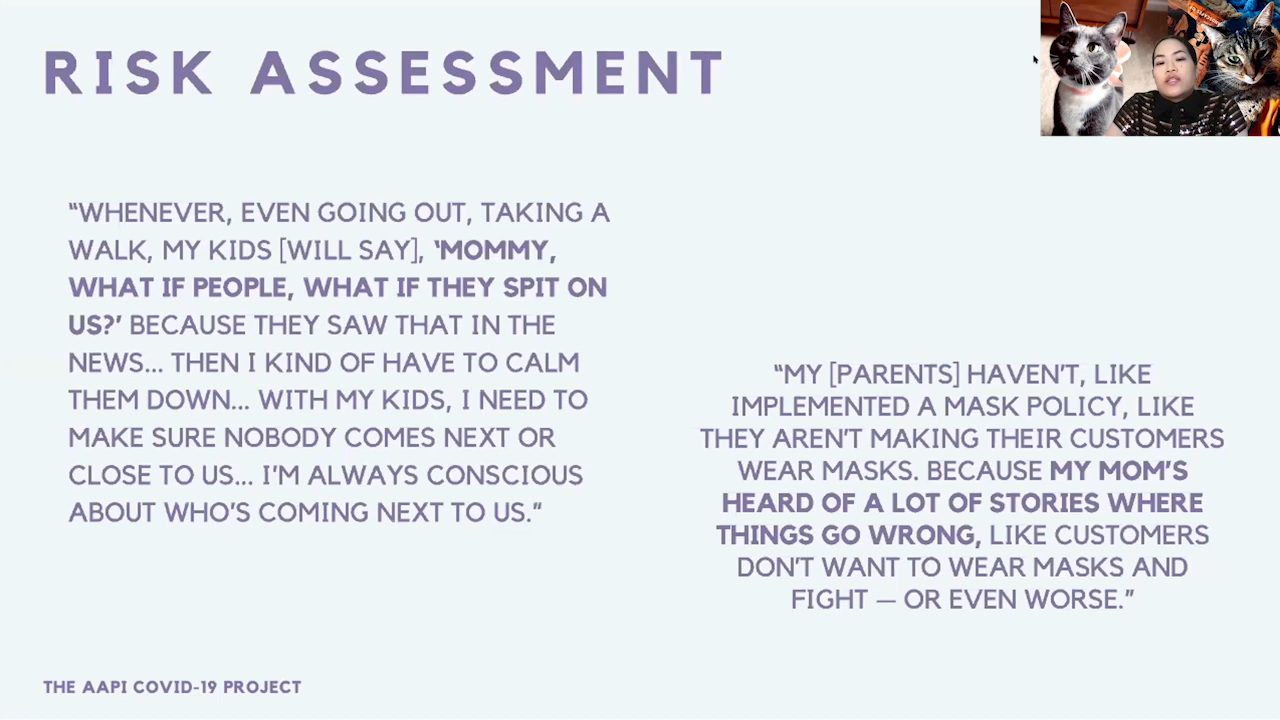 RISK ASSESSMENT
“WHENEVER, EVEN GOING OUT, TAKING A
WALK, MY KIDS [WILL SAY], ‘MOMMY,
WHAT IF PEOPLE, WHAT IF THEY SPIT ON
US?’ BECAUSE THEY SAW THAT IN THE
NEWS... THEN I KIND OF HAVE TO CALM
THEM DOWN... WITH MY KIDS, I NEED TO
MAKE SURE NOBODY COMES NEXT OR
CLOSE TO US... I’M ALWAYS CONSCIOUS
ABOUT WHO’S COMING NEXT TO US.”
“MY [PARENTS] HAVEN’T, LIKE
IMPLEMENTED A MASK POLICY, LIKE
THEY AREN’T MAKING THEIR CUSTOMERS
WEAR MASKS. BECAUSE MY MOM’S
HEARD OF A LOT OF STORIES WHERE
THINGS GO WRONG, LIKE CUSTOMERS
DON’T WANT TO WEAR MASKS AND
FIGHT — OR EVEN WORSE.”
THE AAPI COVID-19 PROJECT